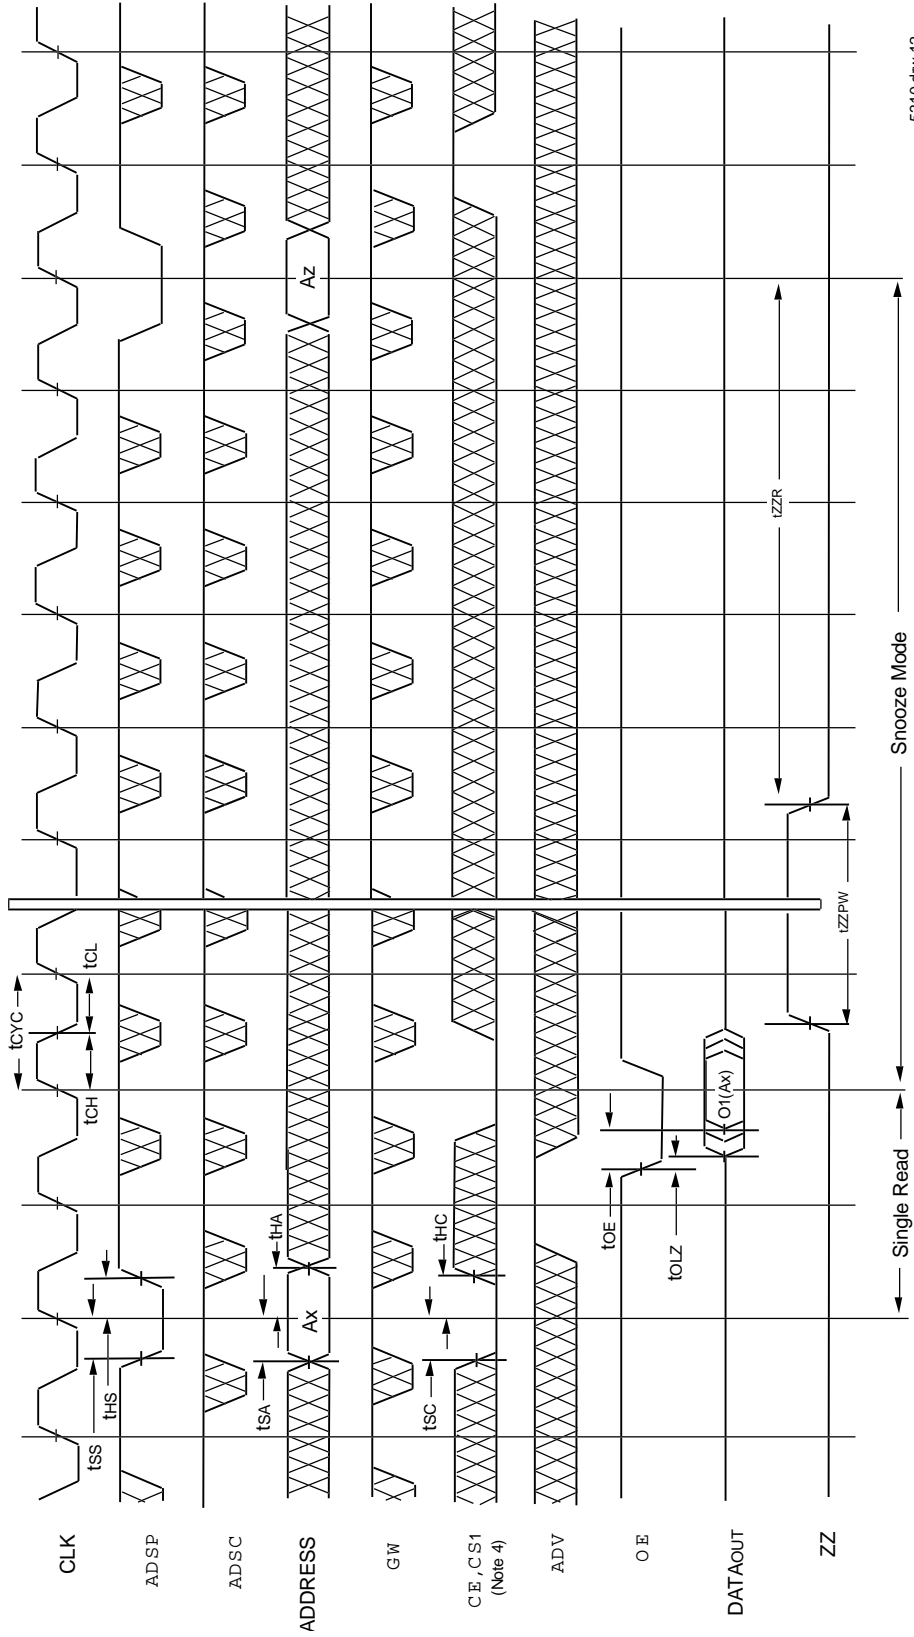 CLK
tSS
tHS
tCH
tCYC
tCL
ADSP
ADSC
ADDRESS
tSA
Ax
tHA
Az
GW
CE, CS1
(Note 4)
tSC
tHC
ADV
OE
tOE
tOLZ
DATAOUT
O1(Ax)
ZZ
tZZPW
tZZR
Single Read
Snooze Mode